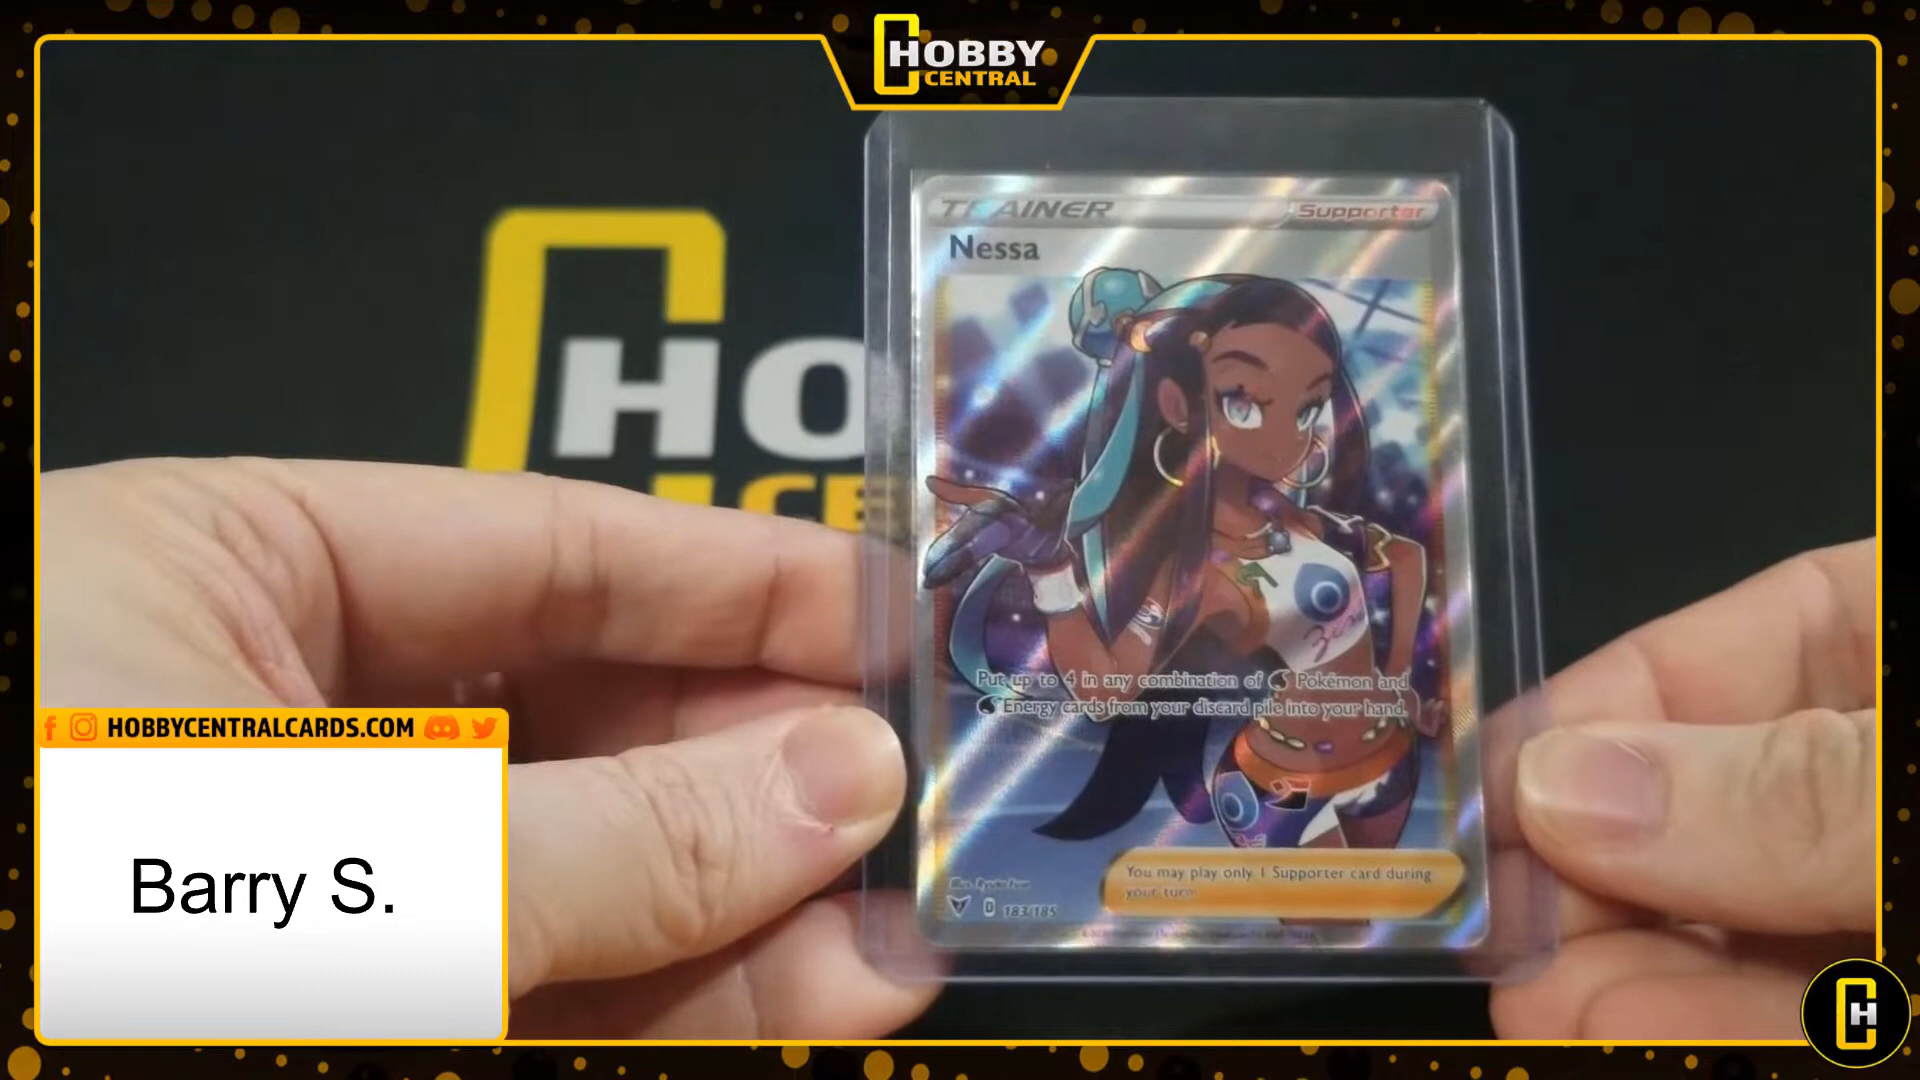 HOBBY
CENTRAL
TRAINER
Supporter
Nessa
HO
CE
Put up to 4 in any combination of Pokémon and
Energy cards from your discard pile into your hand.
HOBBYCENTRALCARDS.COM
Barry S.
You may play only 1 Supporter card during
your turn
D 183/185
CH